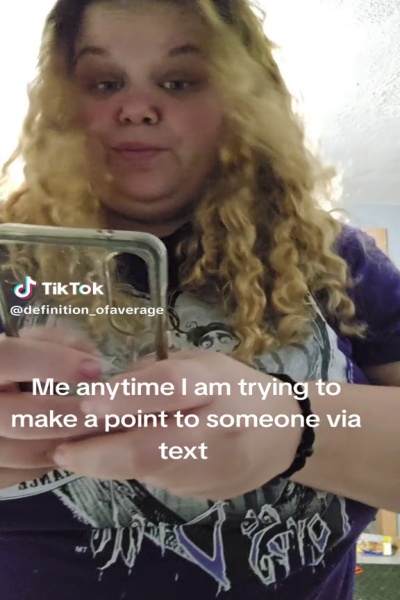 TikTok
@definition_ofaverage
Me anytime I am trying to
make a point to someone via
text